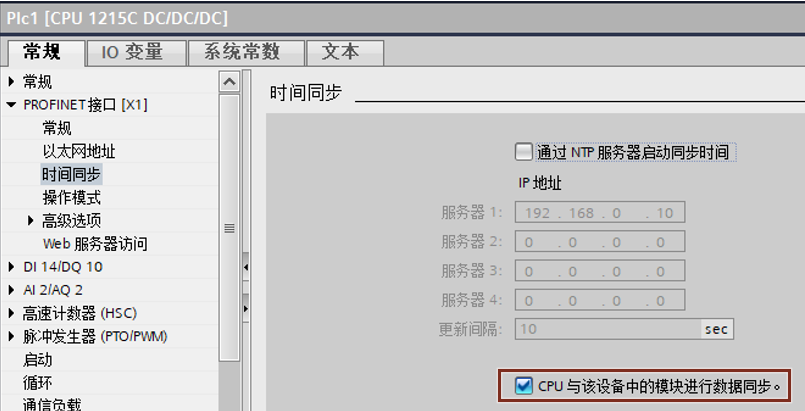 Plc1 [CPU 1215C DC/DC/DC]
常规 IO 变量 系统常数 文本
常规
PROFINET接口 [X1]
常规
以太网地址
时间同步
操作模式
高级选项
Web 服务器访问
DI 14/DQ 10
AI 2/AQ 2
高速计数器 (HSC)
脉冲发生器 (PTO/PWM)
启动
循环
通信负载
时间同步
通过 NTP 服务器启动同步时间
IP 地址
服务器 1: 192 . 168 . 0 . 10
服务器 2: 0 . 0 . 0 . 0
服务器 3: 0 . 0 . 0 . 0
服务器 4: 0 . 0 . 0 . 0
更新间隔: 10 sec
CPU 与该设备中的模块进行数据同步。